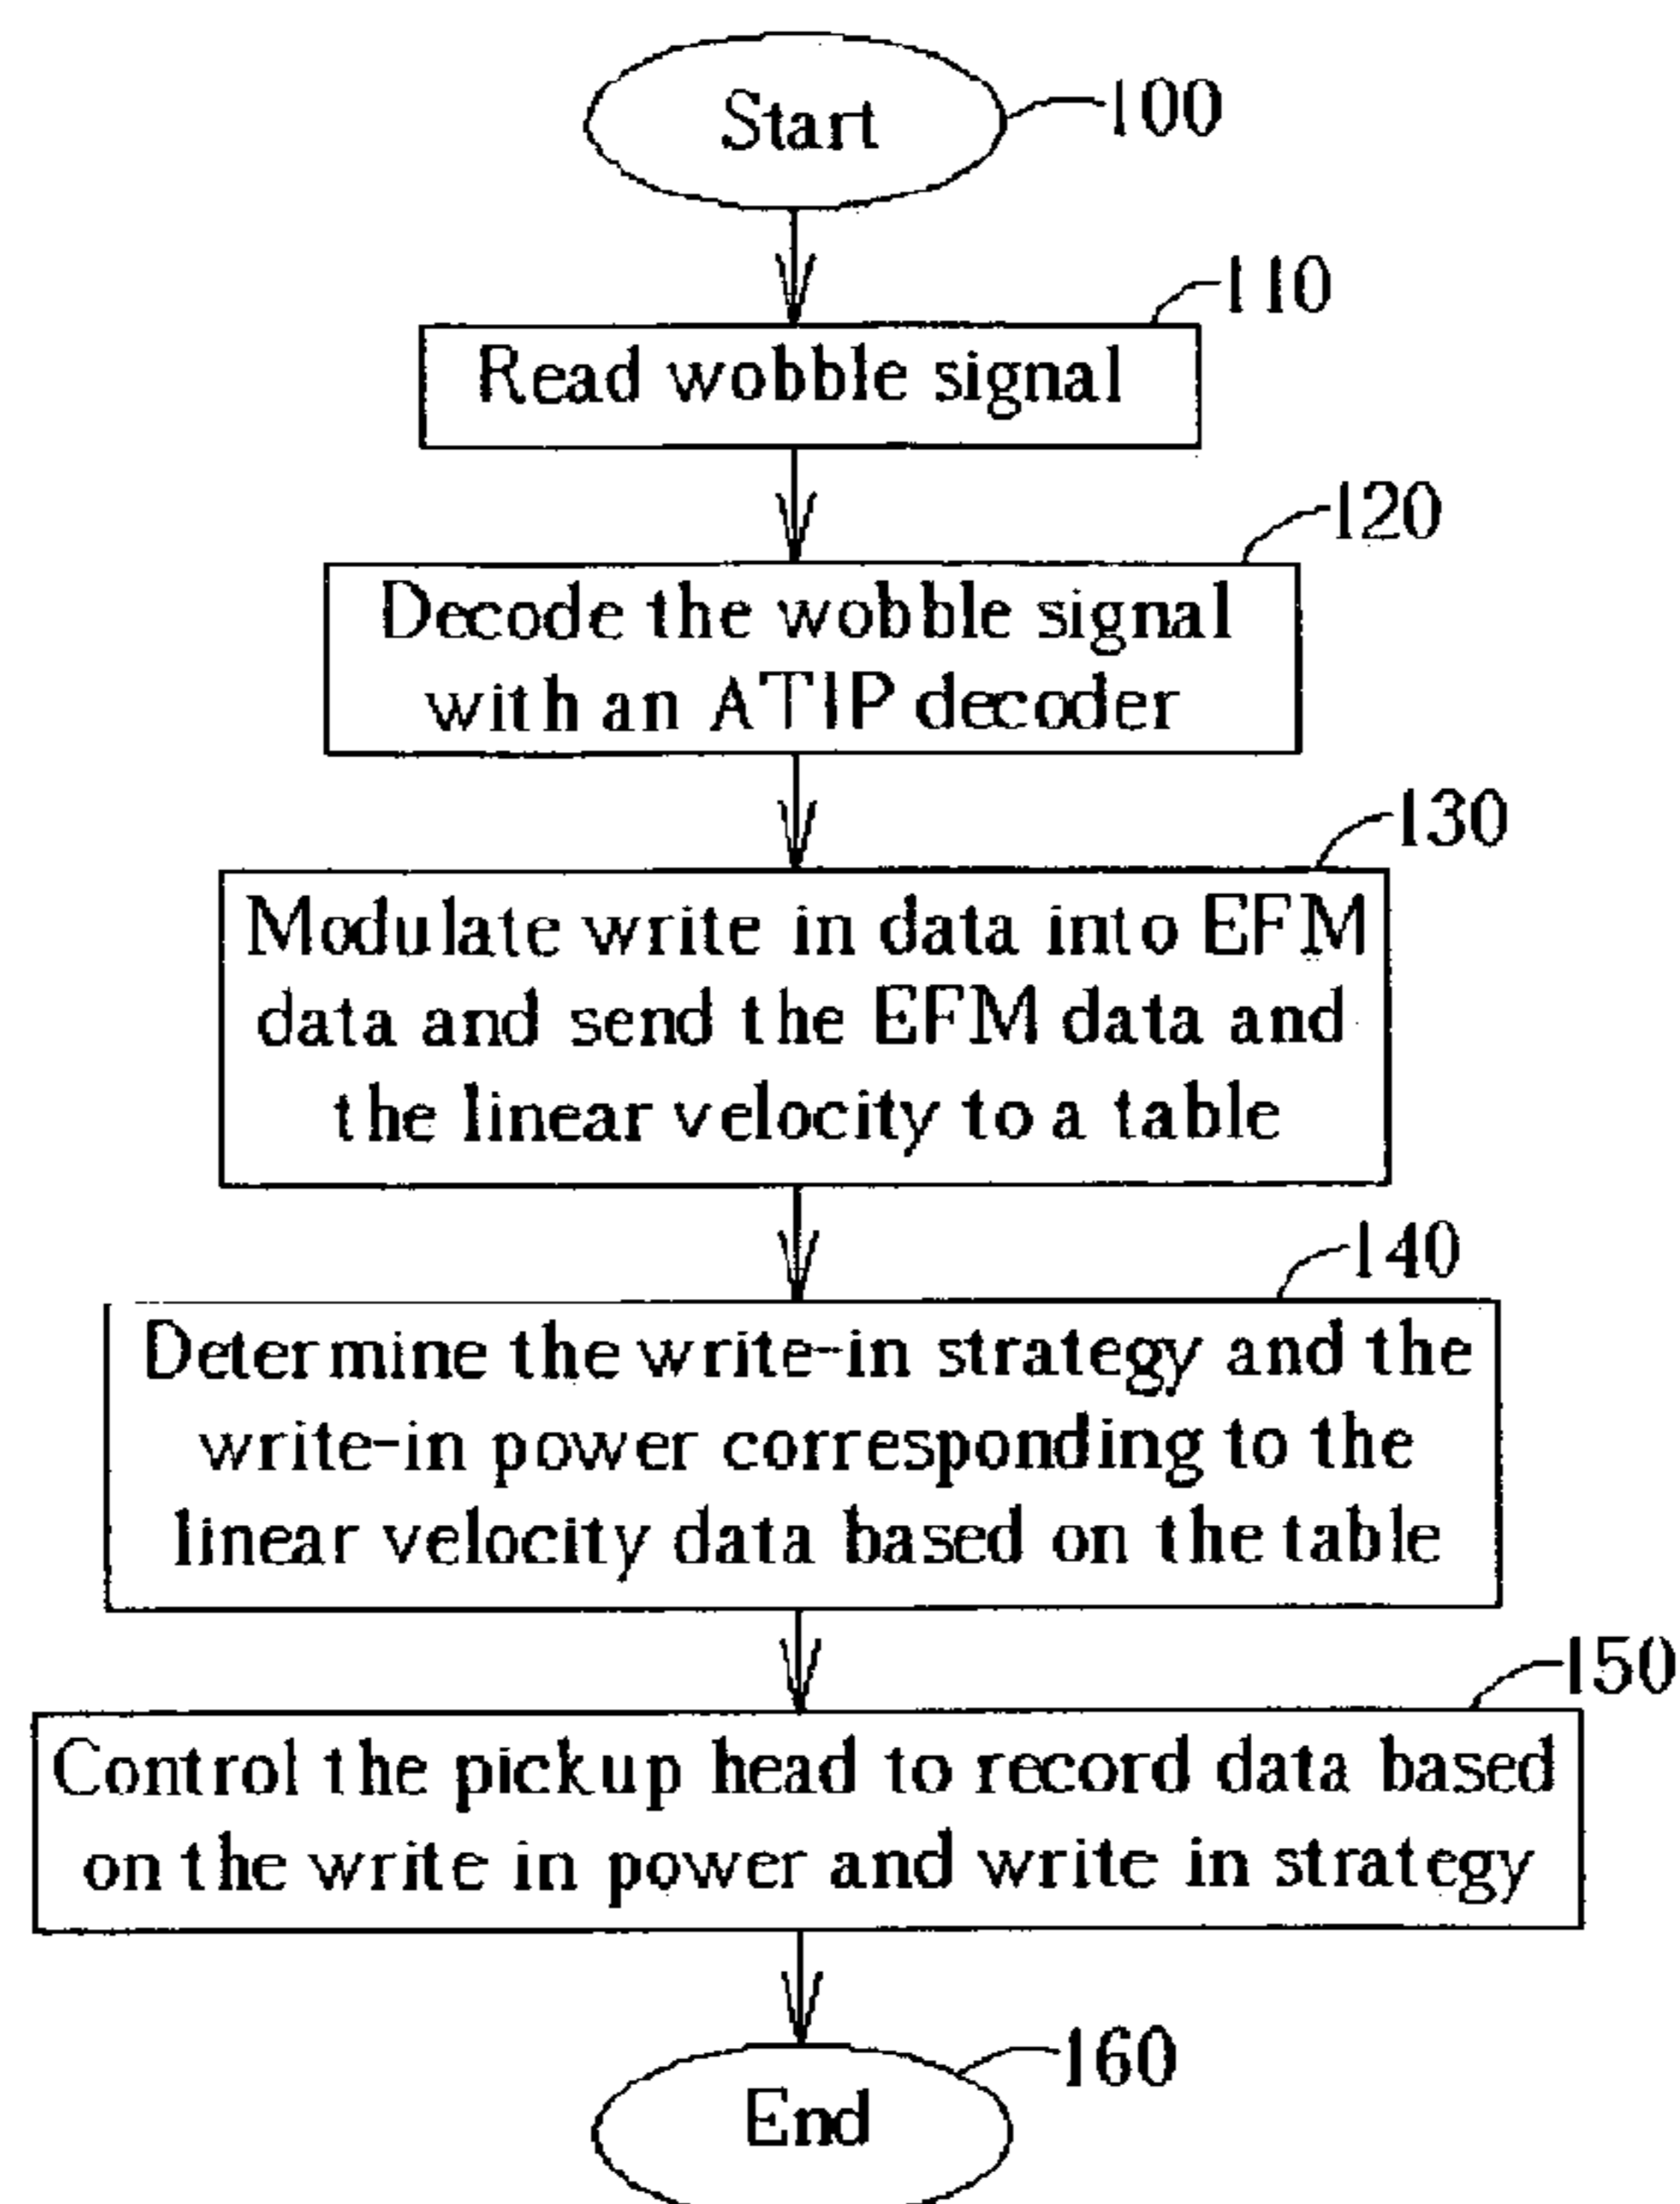 Start
100
110
Read wobble signal
120
Decode the wobble signal
with an ATIP decoder
130
Modulate write in data into EFM
data and send the EFM data and
the linear velocity to a table
140
Determine the write-in strategy and the
write-in power corresponding to the
linear velocity data based on the table
150
Control the pickup head to record data based
on the write in power and write in strategy
160
End